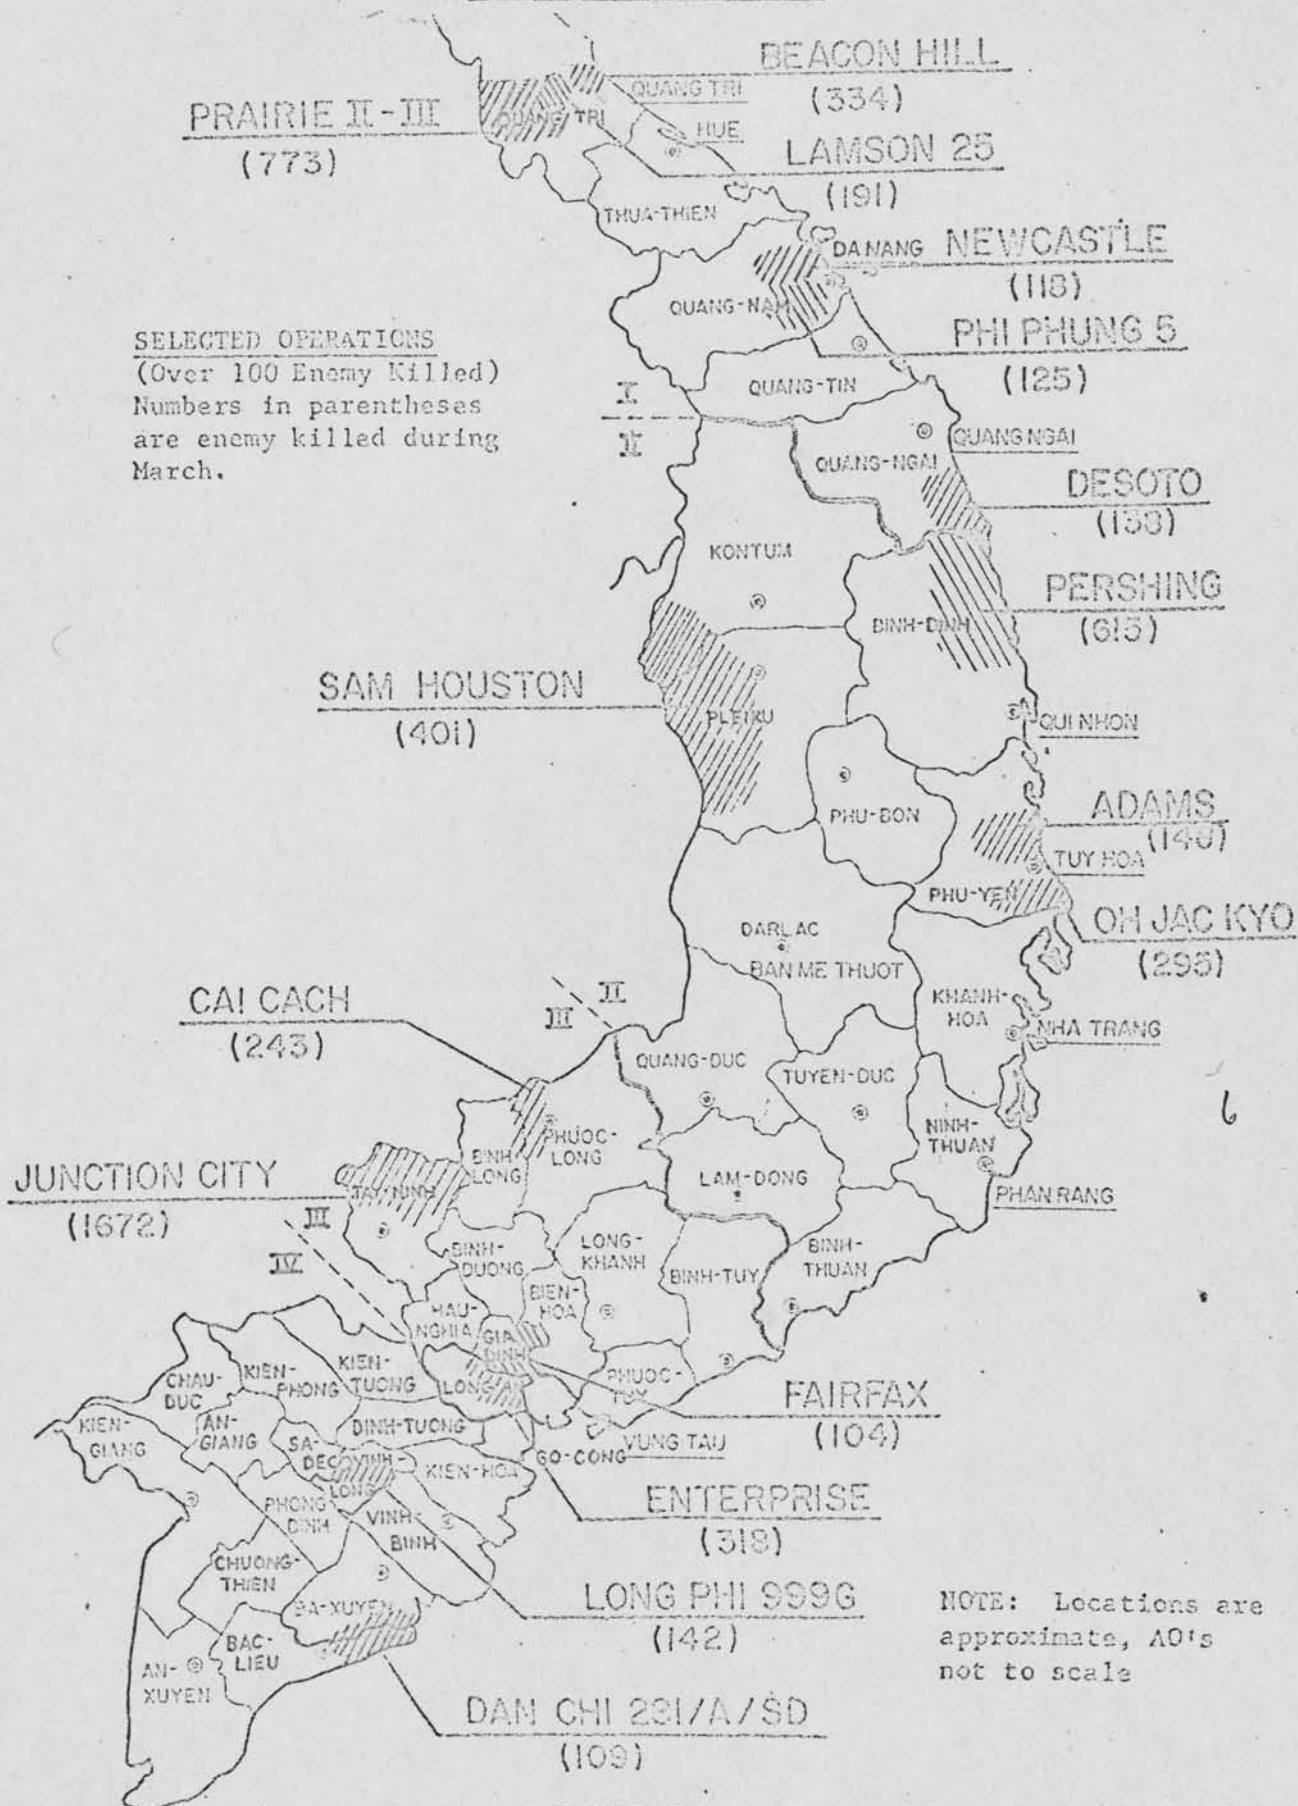 BEACON HILL
(334)
QUANG TRI
PRAIRIE II-III
(773)
QUANG TRI
HUE
LAMSON 25
(191)
THUA-THIEN
DA NANG
NEWCASTLE
(118)
QUANG-NAM
PHI PHUNG 5
(125)
SELECTED OPERATIONS
(Over 100 Enemy Killed)
Numbers in parentheses
are enemy killed during
March.
QUANG-TIN
I
II
QUANG NGAI
QUANG-NGAI
DESOTO
KONTUM
PERSHING
(613)
BINH-DINH
SAM HOUSTON
(401)
PLEIKU
QUI NHON
ADAMS
PHU-BON
TUY HOA
PHU-YEN
OH JAC KYO
(295)
DARLAC
BAN ME THUOT
CAI CACH
(243)
II
III
KHANH-
HOA
NHA TRANG
QUANG-DUC
TUYEN-DUC
6
NINH-
THUAN
PHUOC-
LONG
BINH
LONG
JUNCTION CITY
(1672)
TAY NINH
LAM-DONG
PHAN RANG
III
IV
BINH-
DUONG
LONG-
KHANH
BINH-TUY
BINH-
THUAN
BIEN-
HOA
HAU-
NGHIA
GIA
DINH
CHAU-
DUC
KIEN-
PHONG
KIEN-
TUONG
LONG AN
PHUOC-
TUY
FAIRFAX
(104)
KIEN-
GIANG
AN-
GIANG
SA-
DEC
DINH-TUONG
VINH-
LONG
KIEN-HOA
GO-CONG
VUNG TAU
ENTERPRISE
(318)
PHONG
DINH
VINH-
BINH
CHUONG-
THIEN
LONG PHI 999G
(142)
BA-XUYEN
NOTE: Locations are
approximate, AO's
not to scale
BAC-
LIEU
AN-
XUYEN
DAN CHI 231/A/SD
(109)